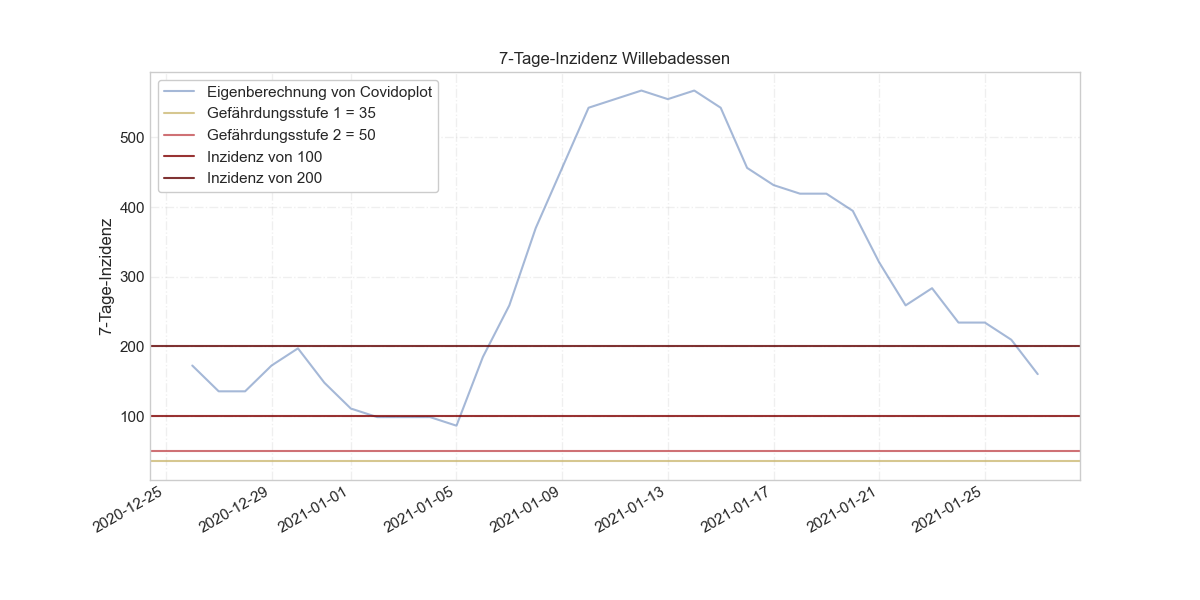 7-Tage-Inzidenz Willebadessen
Eigenberechnung von Covidoplot
Gefährdungsstufe 1 = 35
Gefährdungsstufe 2 = 50
Inzidenz von 100
Inzidenz von 200
7-Tage-Inzidenz
500
400
300
200
100
2020-12-25
2020-12-29
2021-01-01
2021-01-05
2021-01-09
2021-01-13
2021-01-17
2021-01-21
2021-01-25